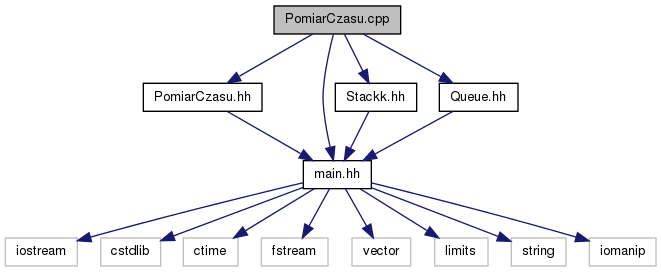 PomiarCzasu.cpp
PomiarCzasu.hh
Stackk.hh
Queue.hh
main.hh
iostream
cstdlib
ctime
fstream
vector
limits
string
iomanip